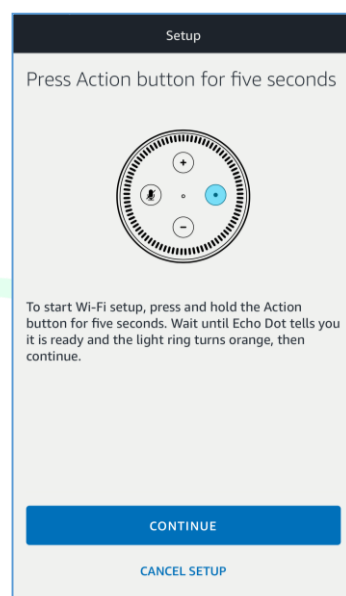 Setup
Press Action button for five seconds
To start Wi-Fi setup, press and hold the Action
button for five seconds. Wait until Echo Dot tells you
it is ready and the light ring turns orange, then
continue.
CONTINUE
CANCEL SETUP